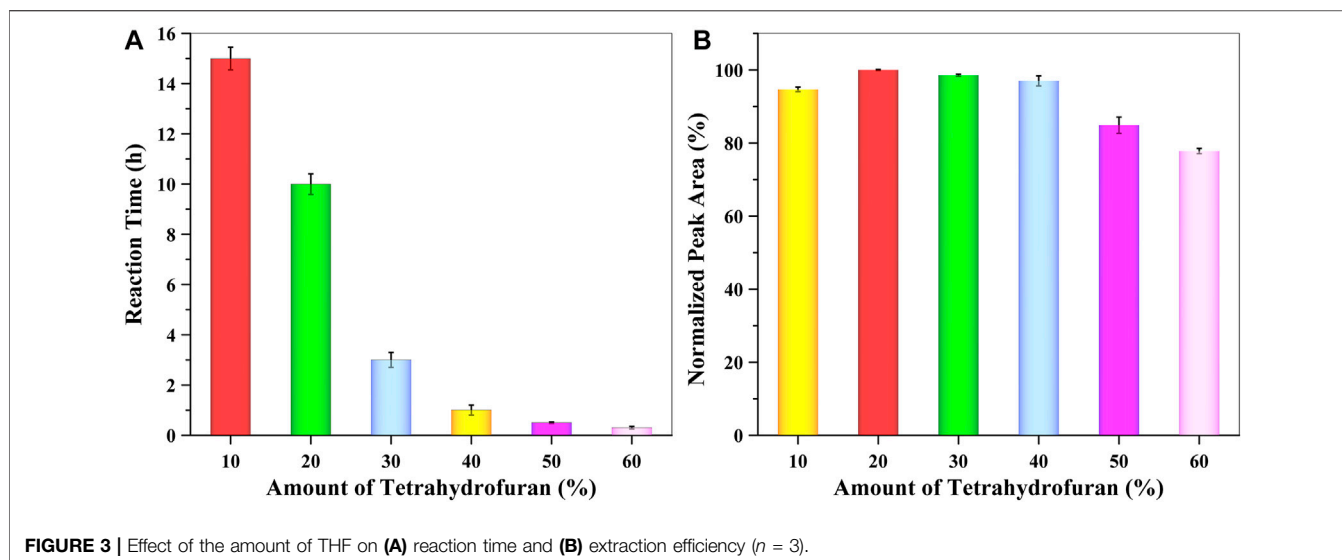 A
Reaction Time (h)
16
14
12
10
8
6
4
2
0
10 20 30 40 50 60
Amount of Tetrahydrofuran (%)
B
Normalized Peak Area (%)
100
80
60
40
20
0
10 20 30 40 50 60
Amount of Tetrahydrofuran (%)
FIGURE 3 | Effect of the amount of THF on (A) reaction time and (B) extraction efficiency (n = 3).